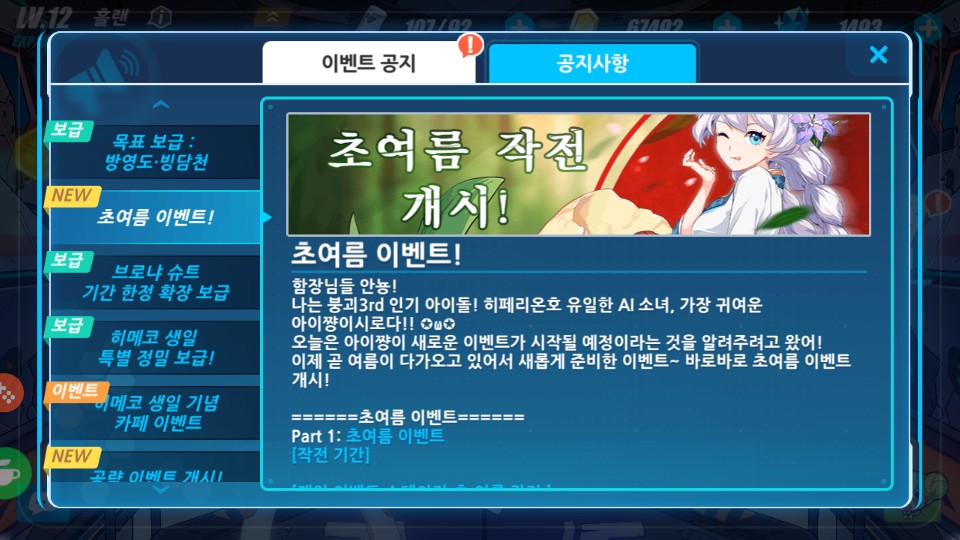 LV.12 홀랜
107/92
67492
1493
이벤트 공지
공지사항
보급
목표 보급 :
방영도·빙담천
NEW
초여름 이벤트!
보급
브로냐 슈트
기간 한정 확장 보급
보급
히메코 생일
특별 정밀 보급!
이벤트
히메코 생일 기념
카페 이벤트
NEW
공략 이벤트 개시!
초여름 작전
개시!
초여름 이벤트!
함장님들 안뇽!
나는 붕괴3rd 인기 아이돌! 히페리온호 유일한 AI 소녀, 가장 귀여운
아이쨩이시로다!! ✪ω✪
오늘은 아이쨩이 새로운 이벤트가 시작될 예정이라는 것을 알려주려고 왔어!
이제 곧 여름이 다가오고 있어서 새롭게 준비한 이벤트~ 바로바로 초여름 이벤트
개시!
======초여름 이벤트======
Part 1: 초여름 이벤트
[작전 기간]